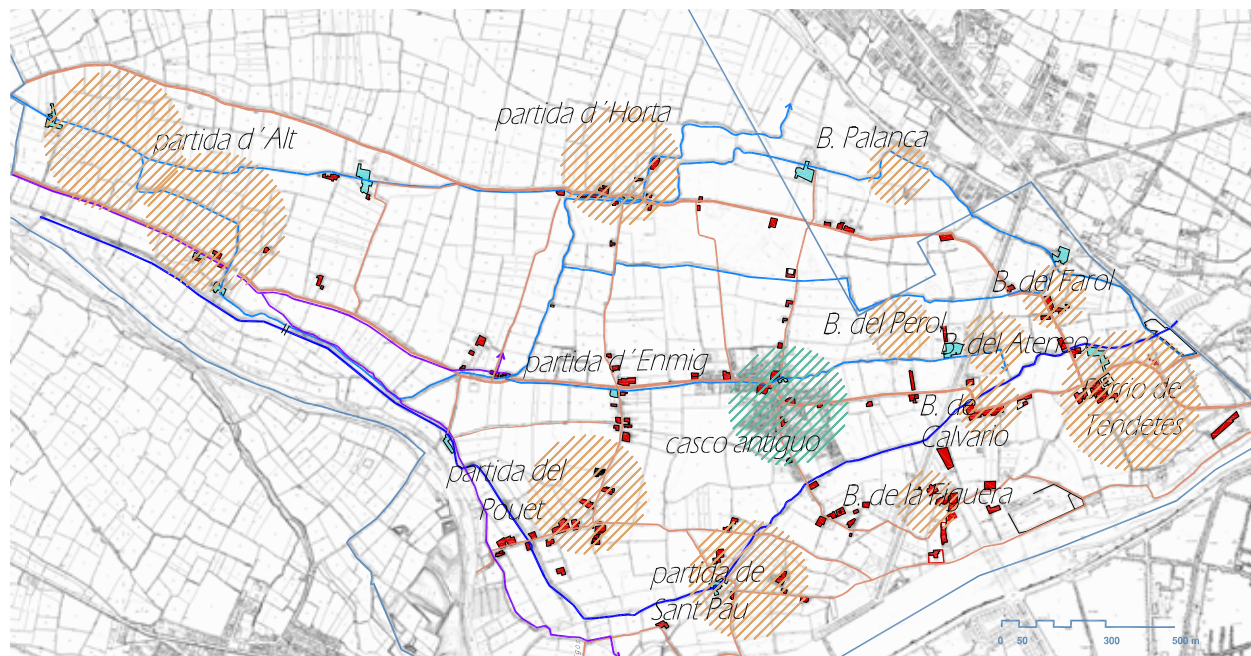 partida d´Horta
partida d´Alt
B. Palanca
B. del Farol
B. del Perol
B. del Ateneo
partida d´Enmig
Barrio de
Tendetes
B. de
Calvario
casco antiguo
partida del
Pouet
B. de la Figuera
partida de
Sant Pau
0 50 300 500 m